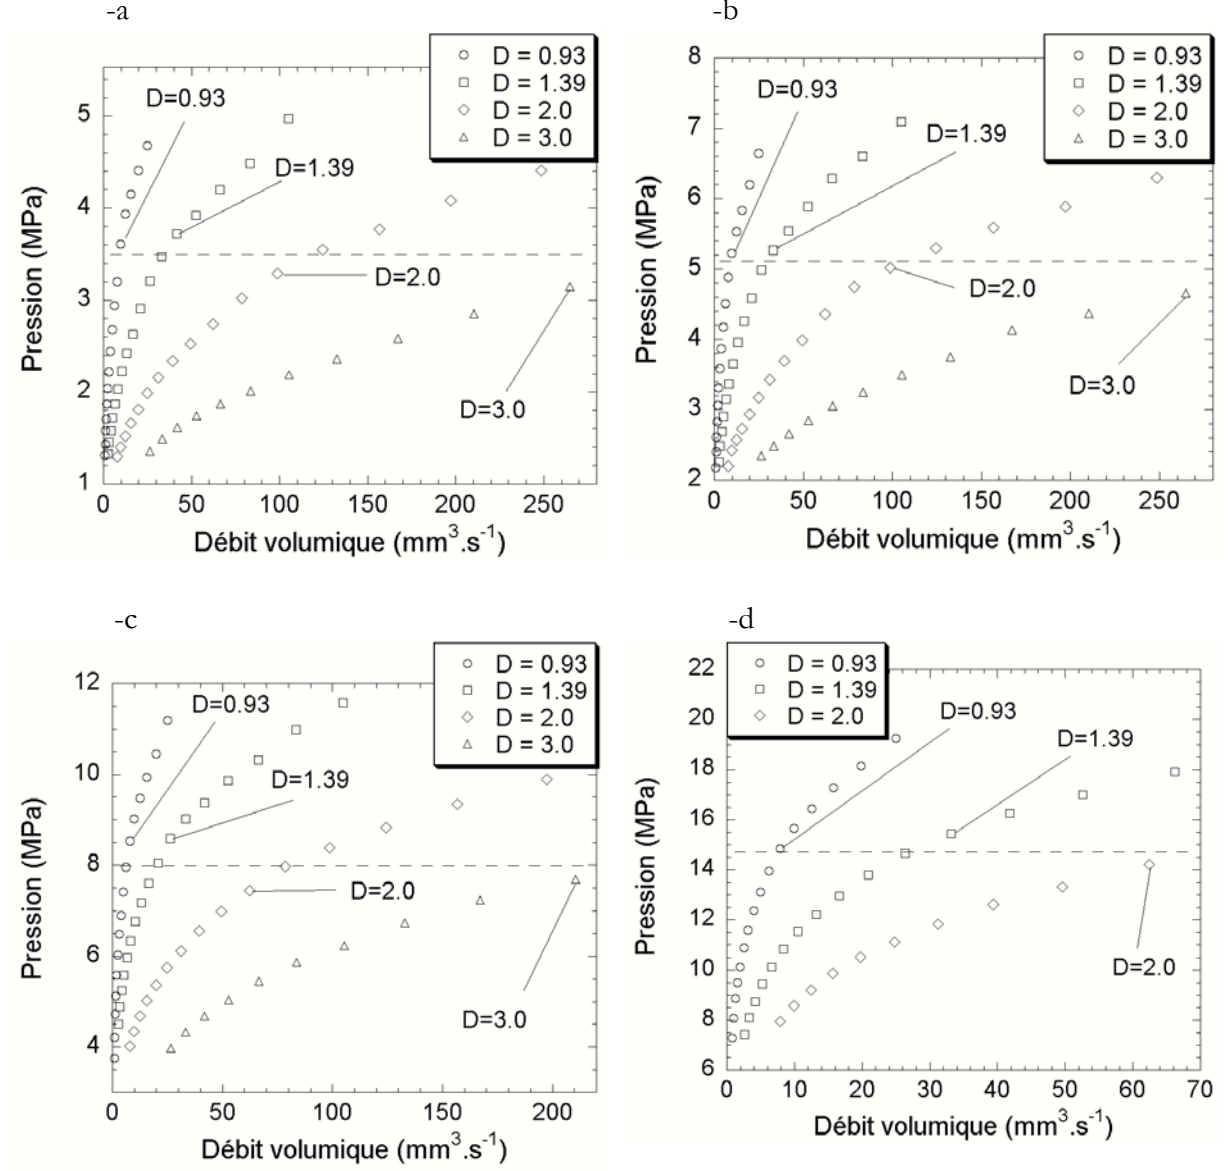 -a
D = 0.93
D = 1.39
D = 2.0
D = 3.0
D=0.93
D=1.39
D=2.0
D=3.0
5
4
3
2
1
0 50 100 150 200 250
Pression (MPa)
Débit volumique (mm³.s⁻¹)
-b
D = 0.93
D = 1.39
D = 2.0
D = 3.0
D=0.93
D=1.39
D=2.0
D=3.0
8
7
6
5
4
3
2
0 50 100 150 200 250
Pression (MPa)
Débit volumique (mm³.s⁻¹)
-c
D = 0.93
D = 1.39
D = 2.0
D = 3.0
D=0.93
D=1.39
D=2.0
D=3.0
12
10
8
6
4
0 50 100 150 200
Pression (MPa)
Débit volumique (mm³.s⁻¹)
-d
D = 0.93
D = 1.39
D = 2.0
D=0.93
D=1.39
D=2.0
22
20
18
16
14
12
10
8
6
0 10 20 30 40 50 60 70
Pression (MPa)
Débit volumique (mm³.s⁻¹)